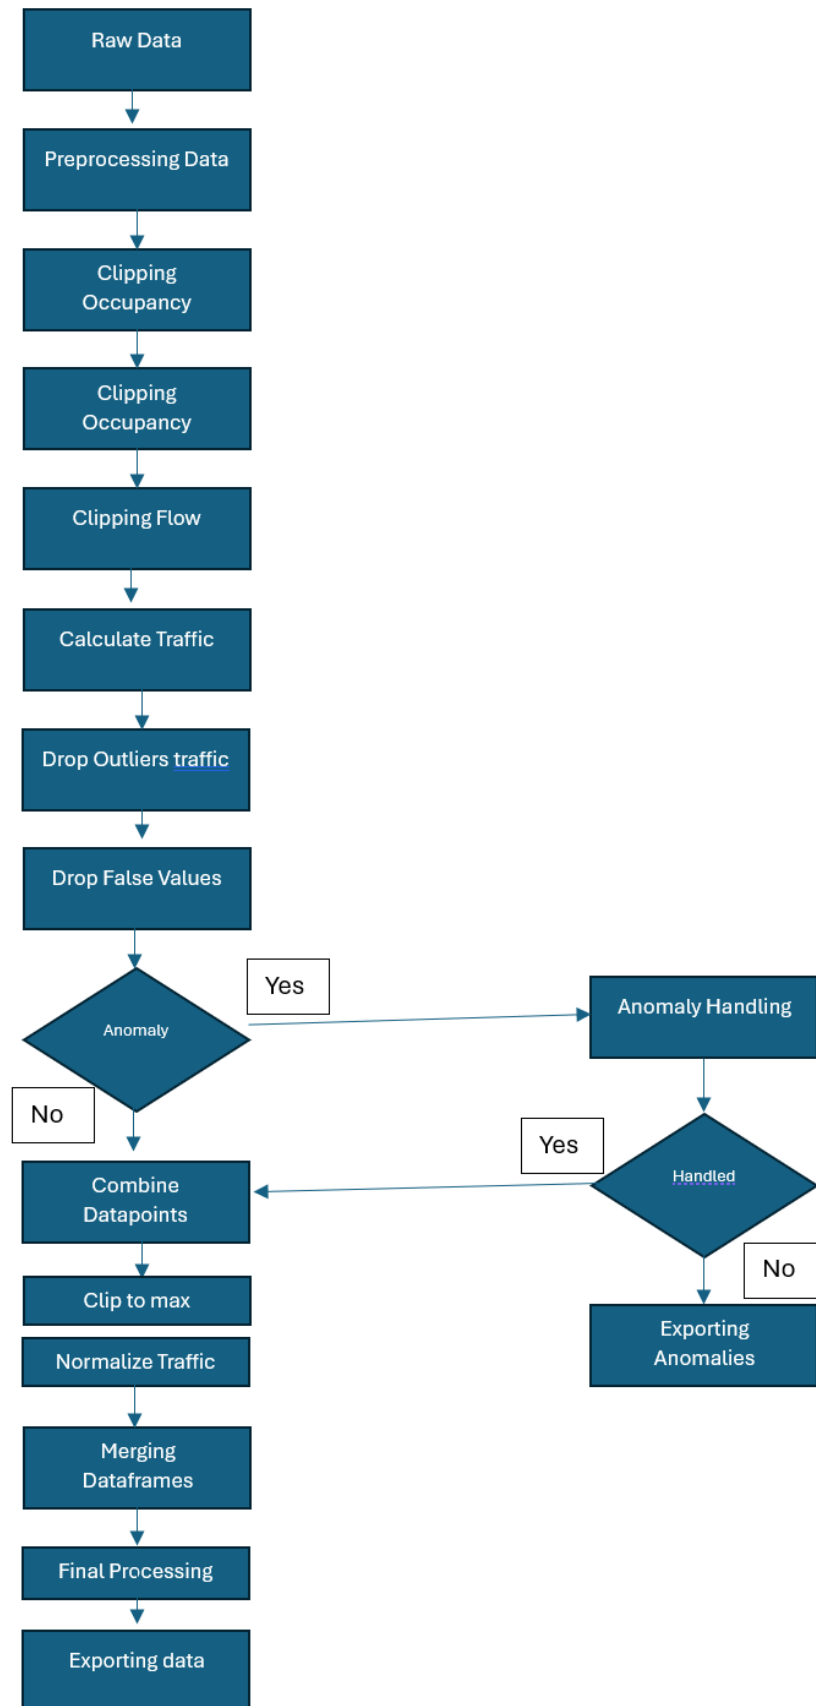 Raw Data
Preprocessing Data
Clipping
Occupancy
Clipping
Occupancy
Clipping Flow
Calculate Traffic
Drop Outliers traffic
Drop False Values
Anomaly
Yes
Anomaly Handling
No
Yes
Handled
Combine
Datapoints
No
Clip to max
Exporting
Anomalies
Normalize Traffic
Merging
Dataframes
Final Processing
Exporting data